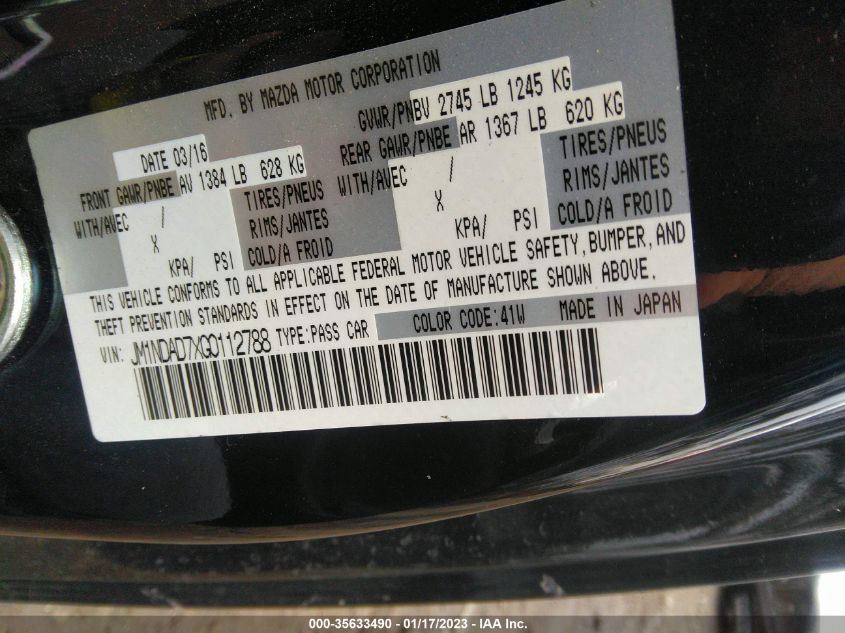 MFD. BY MAZDA MOTOR CORPORATION
DATE 03/16
GVWR/PNBV 2745 LB 1245 KG
FRONT GAWR/PNBE AV 1384 LB 628 KG
REAR GAWR/PNBE AR 1367 LB 620 KG
WITH/AVEC / TIRES/PNEUS
WITH/AVEC / TIRES/PNEUS
X RIMS/JANTES
X RIMS/JANTES
KPA/ PSI COLD/A FROID
KPA/ PSI COLD/A FROID
THIS VEHICLE CONFORMS TO ALL APPLICABLE FEDERAL MOTOR VEHICLE SAFETY, BUMPER, AND
THEFT PREVENTION STANDARDS IN EFFECT ON THE DATE OF MANUFACTURE SHOWN ABOVE.
VIN: JM1NDAD7XG0112788 TYPE:PASS CAR COLOR CODE:41W MADE IN JAPAN
000-35633490 - 01/17/2023 - IAA Inc.